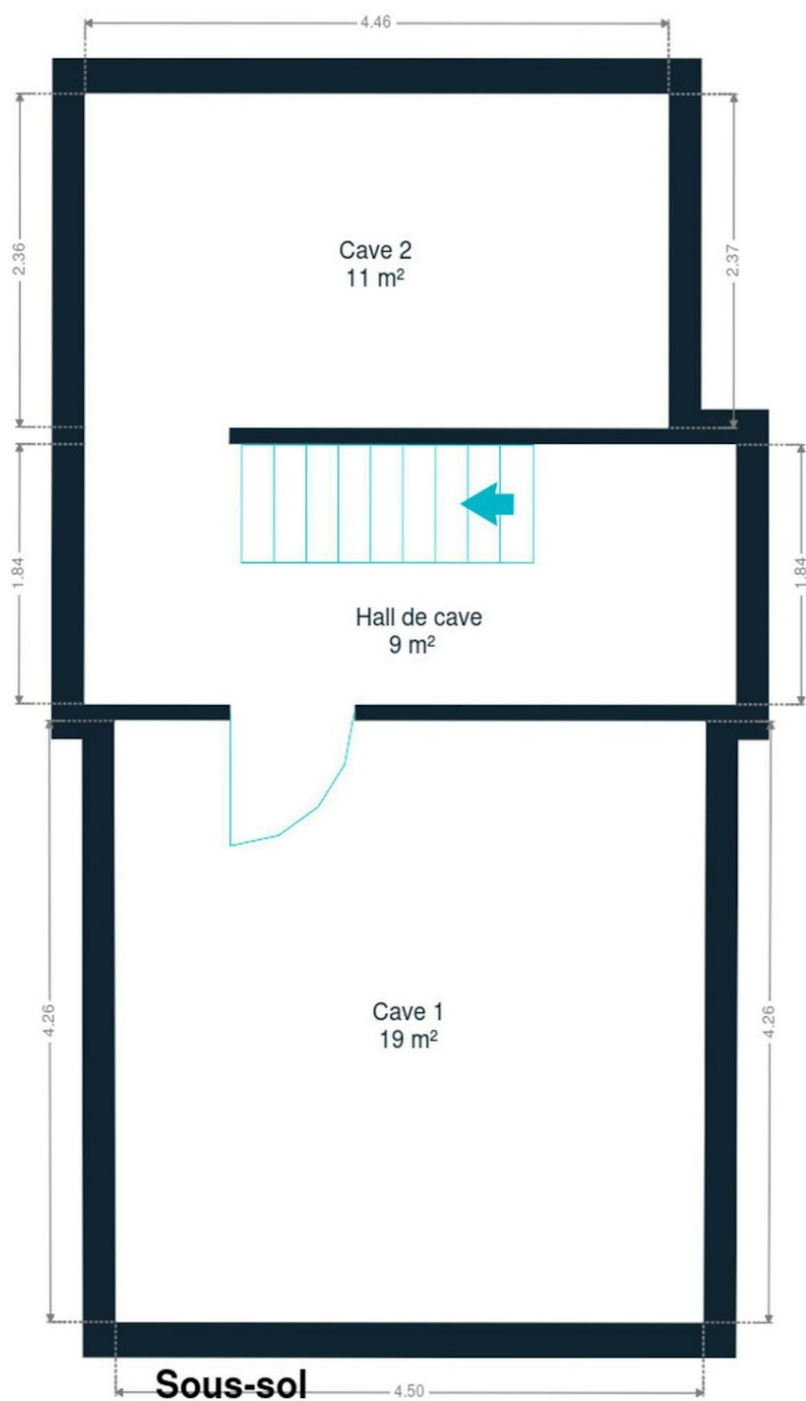 4.46
2.36
2.37
Cave 2
11 m²
1.84
1.84
Hall de cave
9 m²
4.26
4.26
Cave 1
19 m²
Sous-sol
4.50